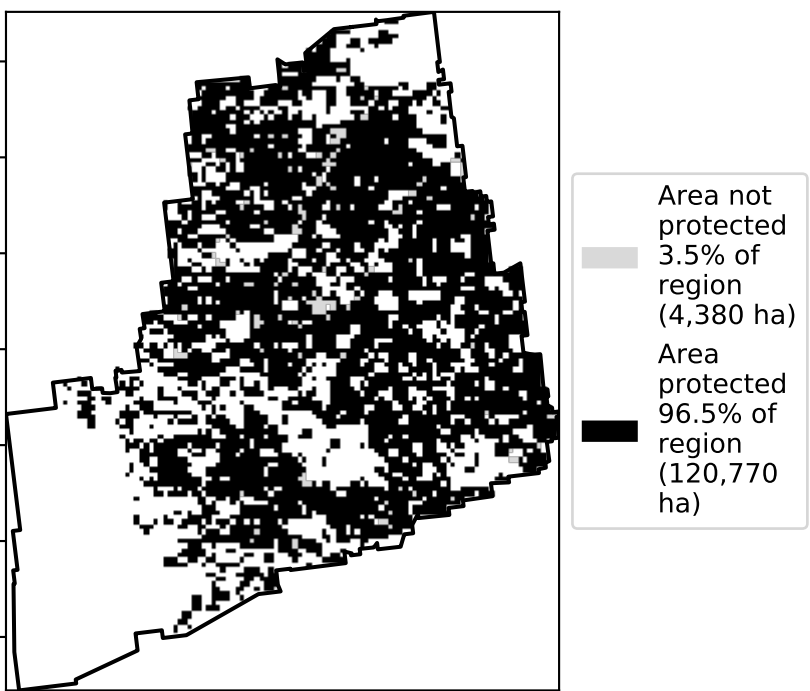 Area not
protected
3.5% of
region
(4,380 ha)
Area
protected
96.5% of
region
(120,770
ha)